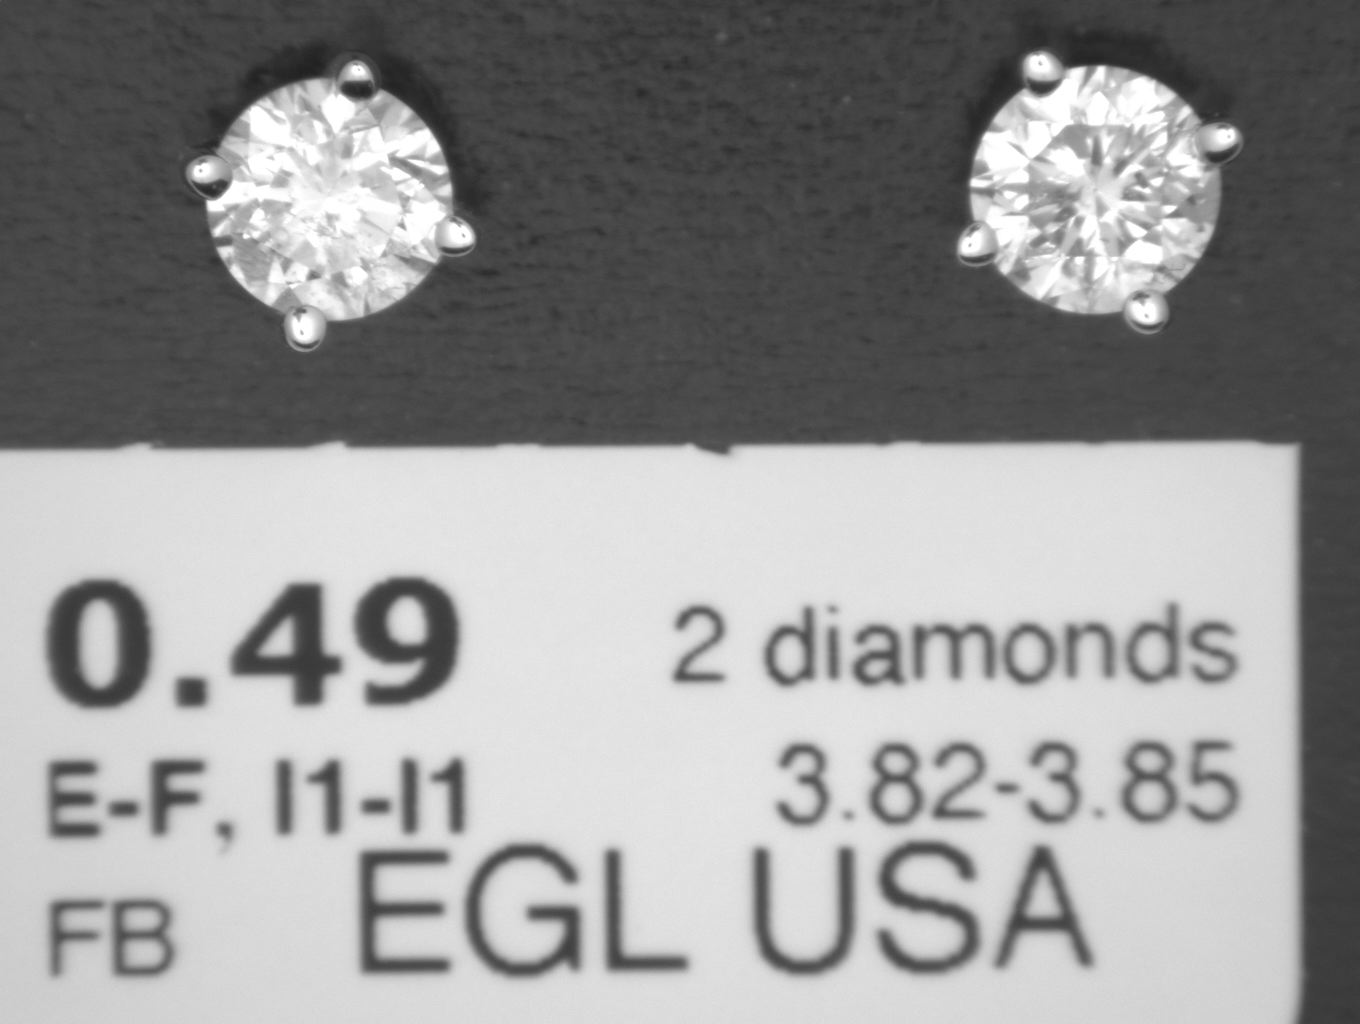 0.49 2 diamonds
E-F, I1-I1 3.82-3.85
FB EGL USA